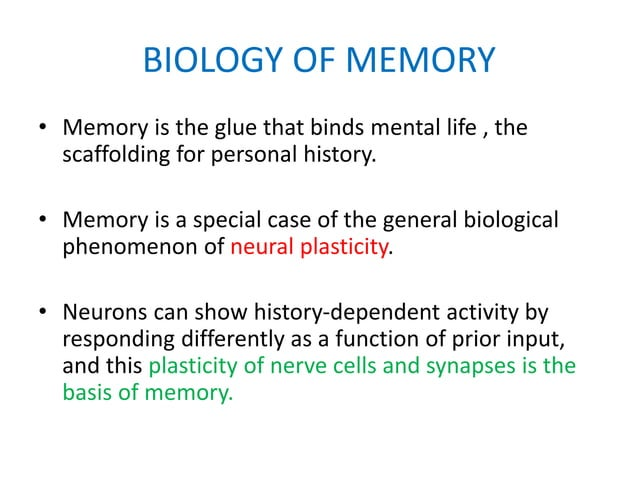 BIOLOGY OF MEMORY
• Memory is the glue that binds mental life , the
scaffolding for personal history.
• Memory is a special case of the general biological
phenomenon of neural plasticity.
• Neurons can show history-dependent activity by
responding differently as a function of prior input,
and this plasticity of nerve cells and synapses is the
basis of memory.